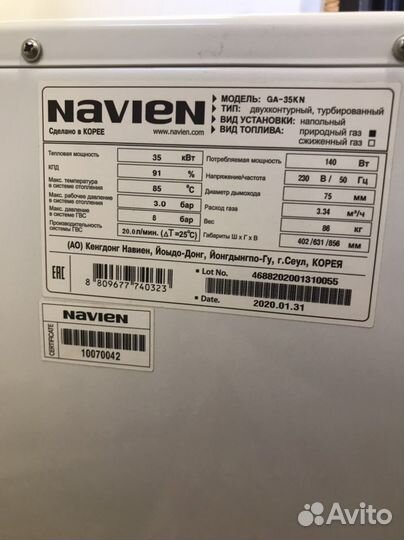 NAVIEN
Сделано в КОРЕЕ www.navien.com
МОДЕЛЬ: GA-35KN
ТИП: двухконтурный, турбированный
ВИД УСТАНОВКИ: напольный
ВИД ТОПЛИВА: природный газ ■
сжиженный газ □
Тепловая мощность 35 кВт
КПД 91 %
Макс. температура в системе отопления 85 °C
Макс. рабочее давление в системе отопления 3.0 бар
Макс. давление в системе ГВС 8 бар
Производительность системы ГВС 20.0л/мин. (△T=25°C)
Потребляемая мощность 140 Вт
Напряжение/частота 230 В / 50 Гц
Диаметр дымохода 75 мм
Расход газа 3.34 м³/ч
Вес 86 кг
Габариты Ш х Г х В 402/631/856 мм
(АО) Кенгдонг Навиен, Йоыдо-Донг, Йонгдынгпо-Гу, г.Сеул, КОРЕЯ
EAC
8 809677 740323
Lot No. 4688202001310055
Date. 2020.01.31
CERTIFICATE
NAVIEN
10070042
Avito